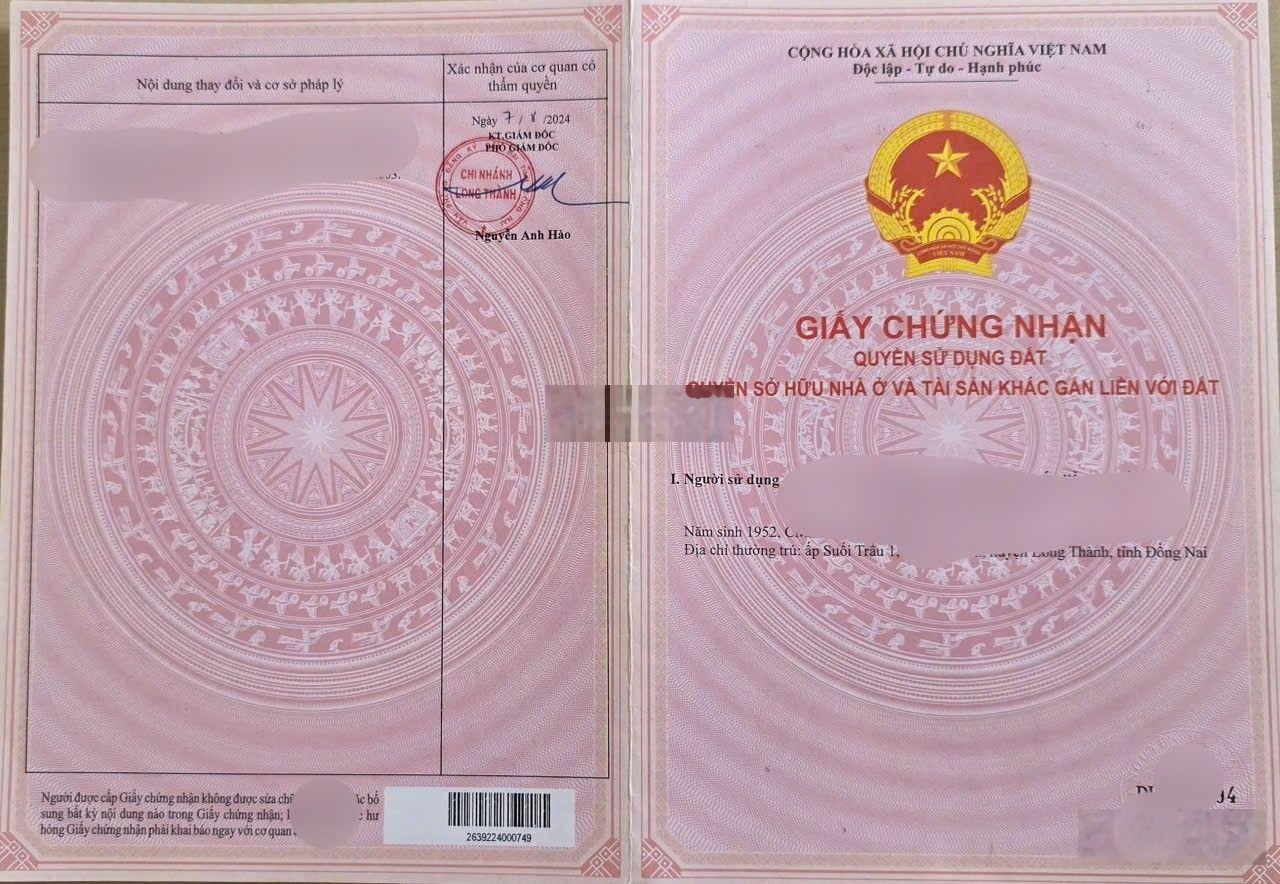 Nội dung thay đổi và cơ sở pháp lý
Xác nhận của cơ quan có
thẩm quyền
Ngày 7 / 8 /2024
KT.GIÁM ĐỐC
PHÓ GIÁM ĐỐC
CHI NHÁNH
LONG THÀNH
Nguyễn Anh Hào
Người được cấp Giấy chứng nhận không được sửa
sung bất kỳ nội dung nào trong Giấy chứng nhận;
hỏng Giấy chứng nhận phải khai báo ngay với cơ quan
2639224000749
CỘNG HÒA XÃ HỘI CHỦ NGHĨA VIỆT NAM
Độc lập - Tự do - Hạnh phúc
VIỆT NAM
GIẤY CHỨNG NHẬN
QUYỀN SỬ DỤNG ĐẤT
QUYỀN SỞ HỮU NHÀ Ở VÀ TÀI SẢN KHÁC GẮN LIỀN VỚI ĐẤT
I. Người sử dụng
Năm sinh 1952,
Địa chỉ thường trú: ấp Suối Trầu 1, huyện Long Thành, tỉnh Đồng Nai